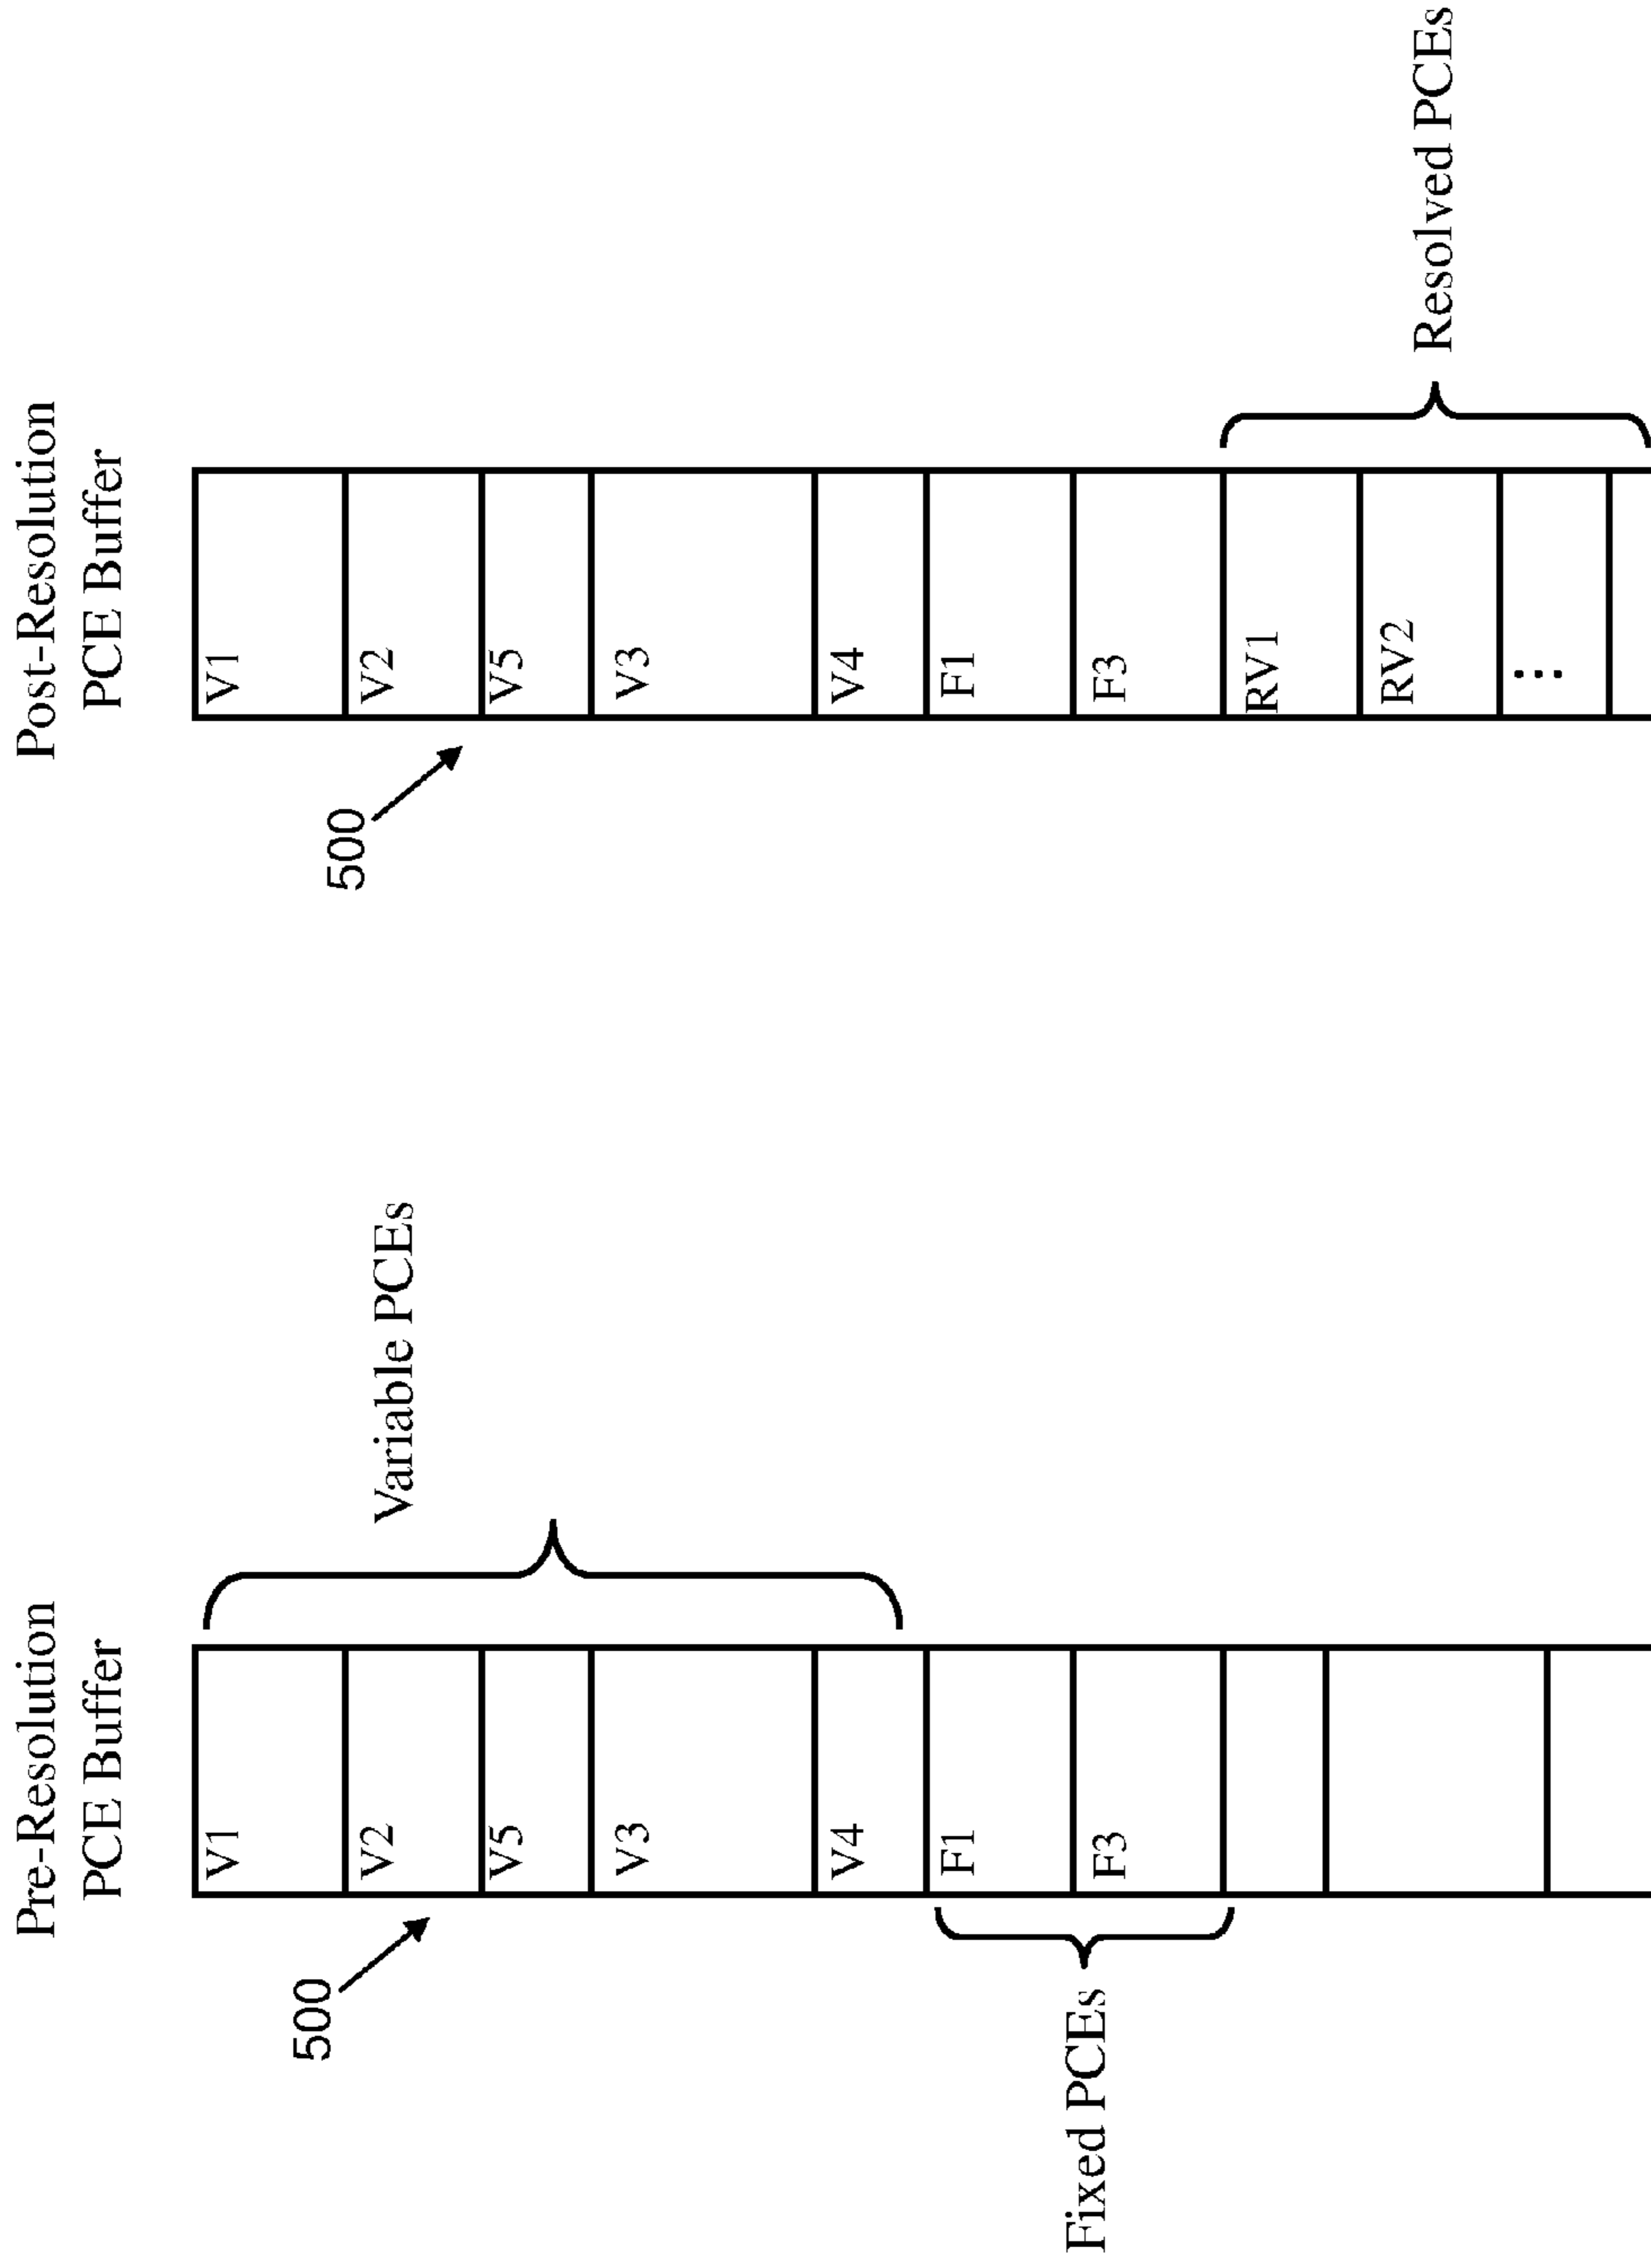 Pre-Resolution
PCE Buffer
500
V1
V2
V5
V3
V4
F1
F3
Variable PCEs
Fixed PCEs
Post-Resolution
PCE Buffer
500
V1
V2
V5
V3
V4
F1
F3
RV1
RV2
...
Resolved PCEs